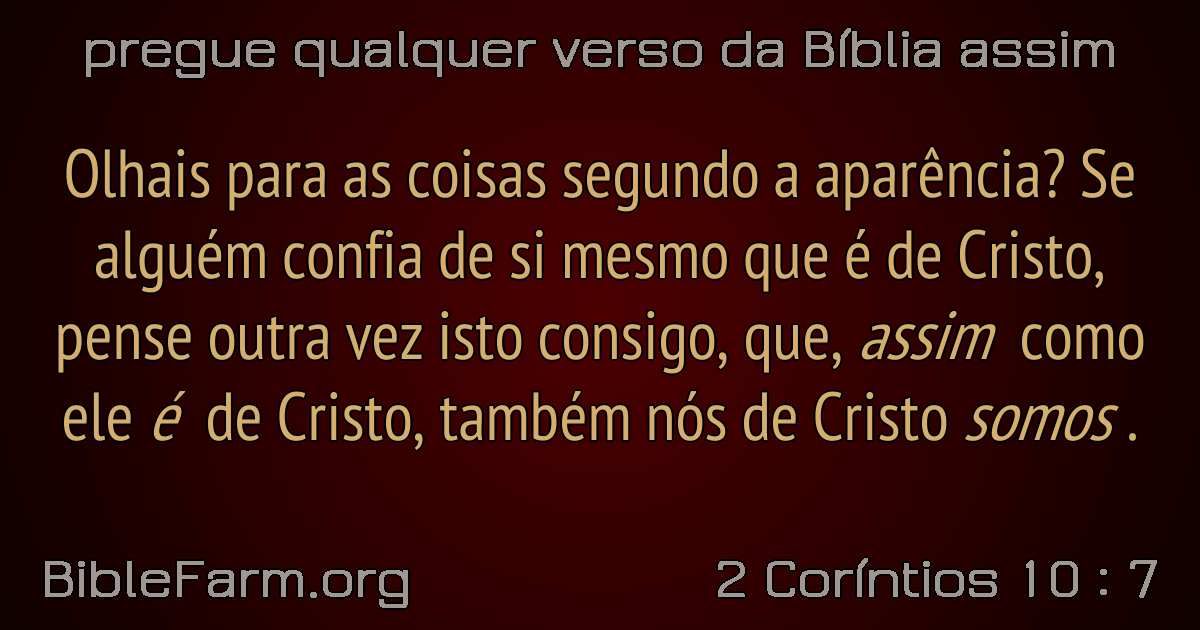 pregue qualquer verso da Bíblia assim
Olhais para as coisas segundo a aparência? Se
alguém confia de si mesmo que é de Cristo,
pense outra vez isto consigo, que, assim como
ele é de Cristo, também nós de Cristo somos .
BibleFarm.org
2 Coríntios 10 : 7